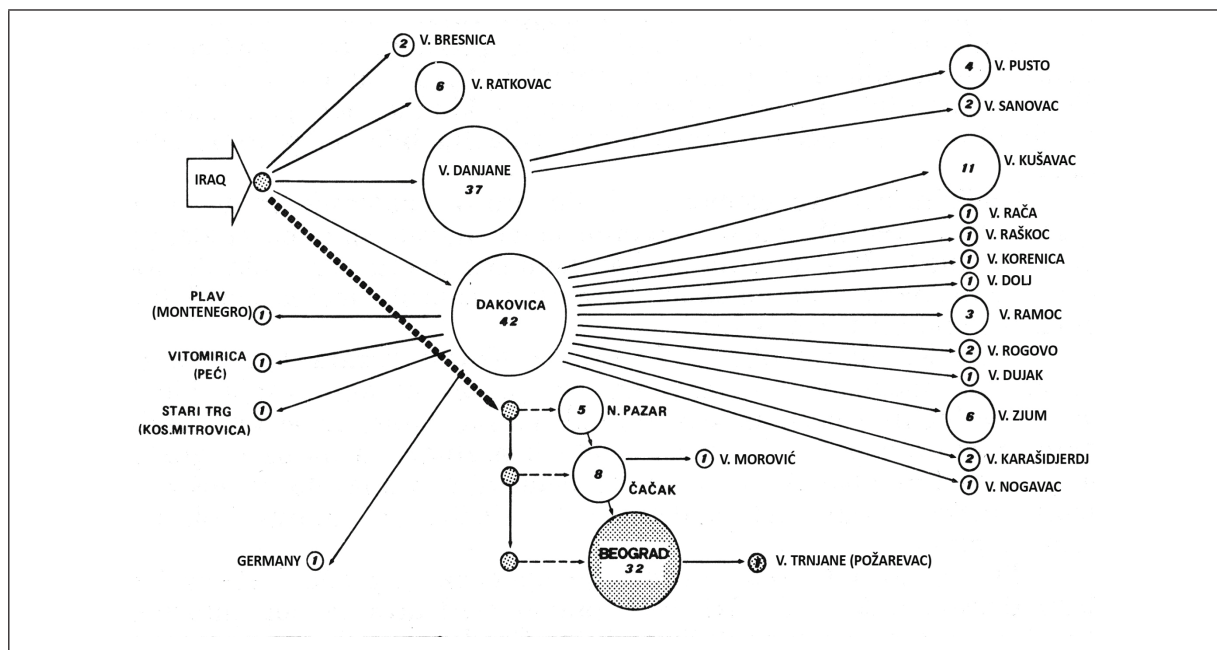 2 V. BRESNICA
6 V. RATKOVAC
IRAQ
V. DANJANE
37
4 V. PUSTO
2 V. SANOVAC
11 V. KUŠAVAC
1 V. RAČA
1 V. RAŠKOC
1 V. KORENICA
1 V. DOLJ
3 V. RAMOC
2 V. ROGOVO
1 V. DUJAK
6 V. ZJUM
2 V. KARAŠIDJERDJ
1 V. NOGAVAC
DAKOVICA
42
PLAV
(MONTENEGRO) 1
VITOMIRICA 1
(PEĆ)
STARI TRG 1
(KOS.MITROVICA)
GERMANY 1
5 N. PAZAR
8 ČAČAK
1 V. MOROVIĆ
BEOGRAD
32
1 V. TRNJANE (POŽAREVAC)